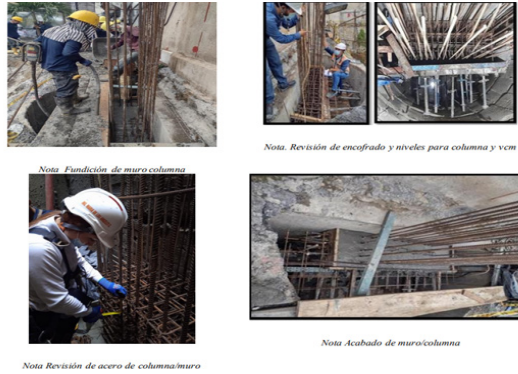 Nota Fundición de muro columna
Nota. Revisión de encofrado y niveles para columna y vcm
Nota Revisión de acero de columna/muro
Nota Acabado de muro/columna